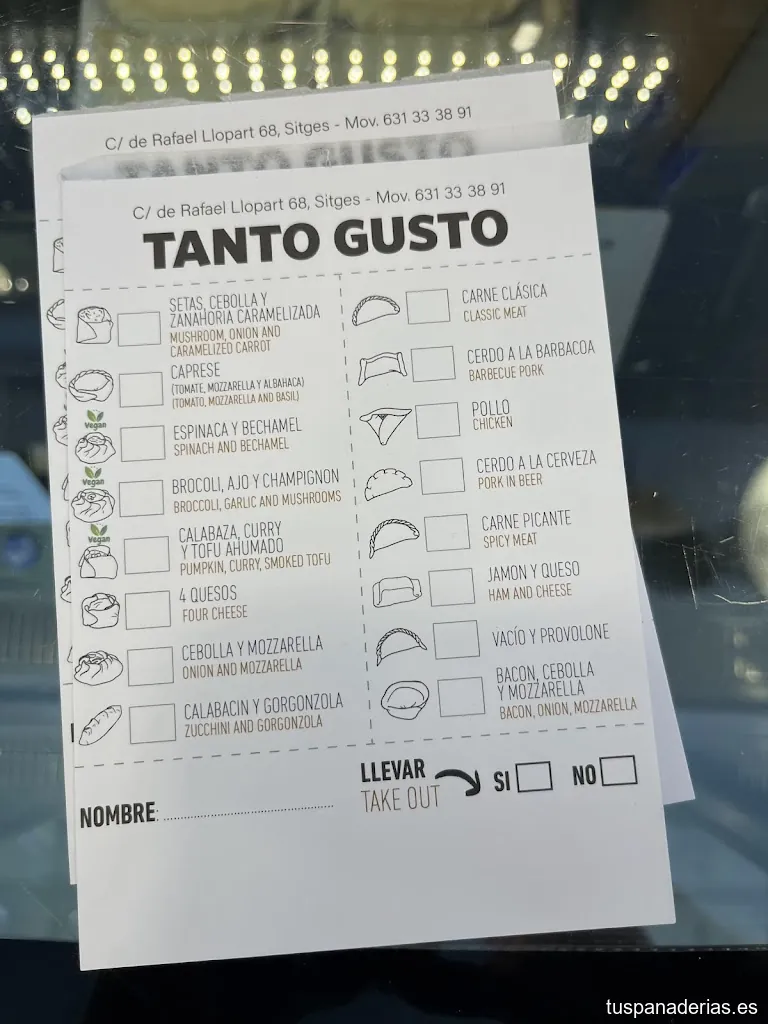 C/ de Rafael Llopart 68, Sitges - Mov. 631 33 38 91
TANTO GUSTO
C/ de Rafael Llopart 68, Sitges - Mov. 631 33 38 91
TANTO GUSTO
SETAS, CEBOLLA Y
ZANAHORIA CARAMELIZADA
MUSHROOM, ONION AND
CARAMELIZED CARROT
CAPRESE
(TOMATE, MOZZARELLA Y ALBAHACA)
(TOMATO, MOZZARELLA AND BASIL)
Vegan
ESPINACA Y BECHAMEL
SPINACH AND BECHAMEL
Vegan
BROCOLI, AJO Y CHAMPIGNON
BROCCOLI, GARLIC AND MUSHROOMS
Vegan
CALABAZA, CURRY
Y TOFU AHUMADO
PUMPKIN, CURRY, SMOKED TOFU
4 QUESOS
FOUR CHEESE
CEBOLLA Y MOZZARELLA
ONION AND MOZZARELLA
CALABACIN Y GORGONZOLA
ZUCCHINI AND GORGONZOLA
CARNE CLÁSICA
CLASSIC MEAT
CERDO A LA BARBACOA
BARBECUE PORK
POLLO
CHICKEN
CERDO A LA CERVEZA
PORK IN BEER
CARNE PICANTE
SPICY MEAT
JAMON Y QUESO
HAM AND CHEESE
VACÍO Y PROVOLONE
BACON, CEBOLLA
Y MOZZARELLA
BACON, ONION, MOZZARELLA
NOMBRE:
LLEVAR
TAKE OUT
SI NO
tuspanaderias.es